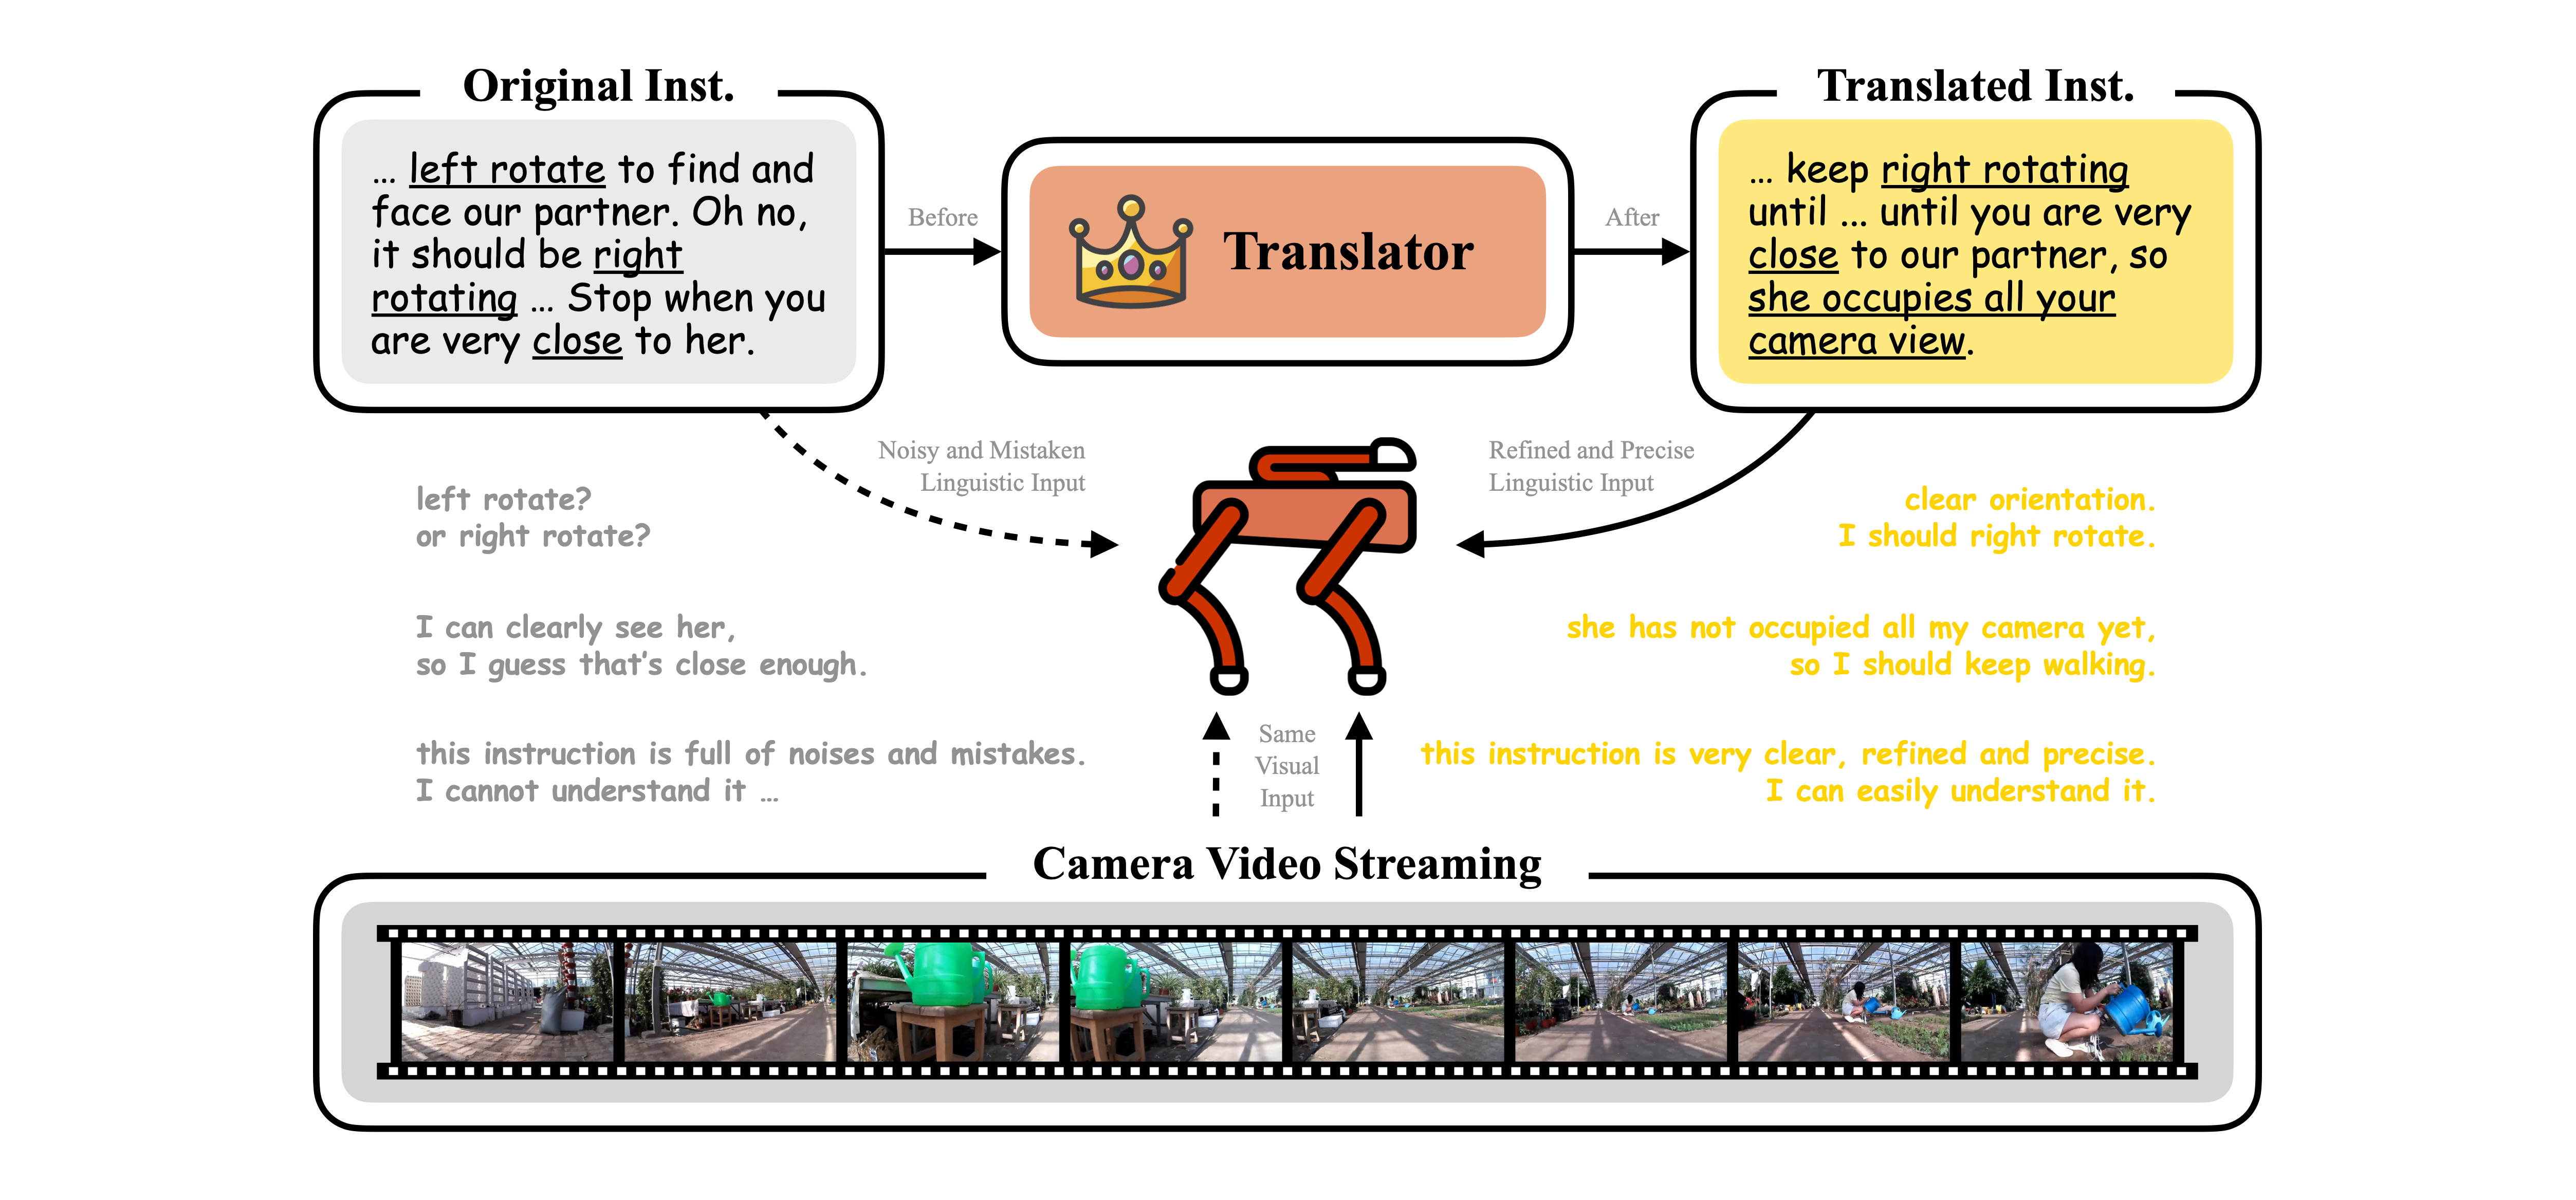 Original Inst.
... left rotate to find and
face our partner. Oh no,
it should be right
rotating ... Stop when you
are very close to her.
Before
Translator
After
Translated Inst.
... keep right rotating
until ... until you are very
close to our partner, so
she occupies all your
camera view.
Noisy and Mistaken
Linguistic Input
Refined and Precise
Linguistic Input
left rotate?
or right rotate?
I can clearly see her,
so I guess that's close enough.
this instruction is full of noises and mistakes.
I cannot understand it ...
clear orientation.
I should right rotate.
she has not occupied all my camera yet,
so I should keep walking.
this instruction is very clear, refined and precise.
I can easily understand it.
Same
Visual
Input
Camera Video Streaming